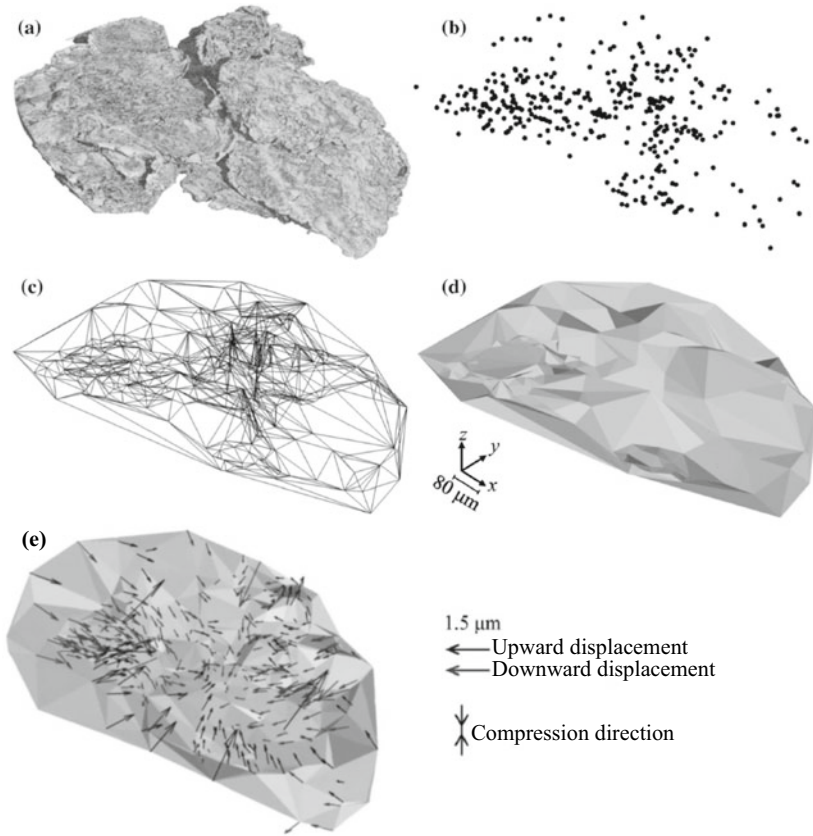 (a)
(b)
(c)
(d)
z
y
x
80 μm
(e)
1.5 μm
Upward displacement
Downward displacement
Compression direction